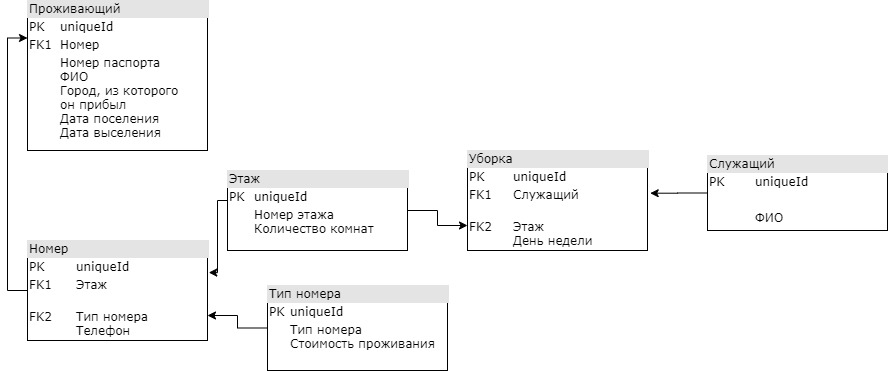 Проживающий
PK uniqueId
FK1 Номер
Номер паспорта
ФИО
Город, из которого
он прибыл
Дата поселения
Дата выселения
Этаж
PK uniqueId
Номер этажа
Количество комнат
Уборка
PK uniqueId
FK1 Служащий
FK2 Этаж
День недели
Служащий
PK uniqueId
ФИО
Номер
PK uniqueId
FK1 Этаж
FK2 Тип номера
Телефон
Тип номера
PK uniqueId
Тип номера
Стоимость проживания